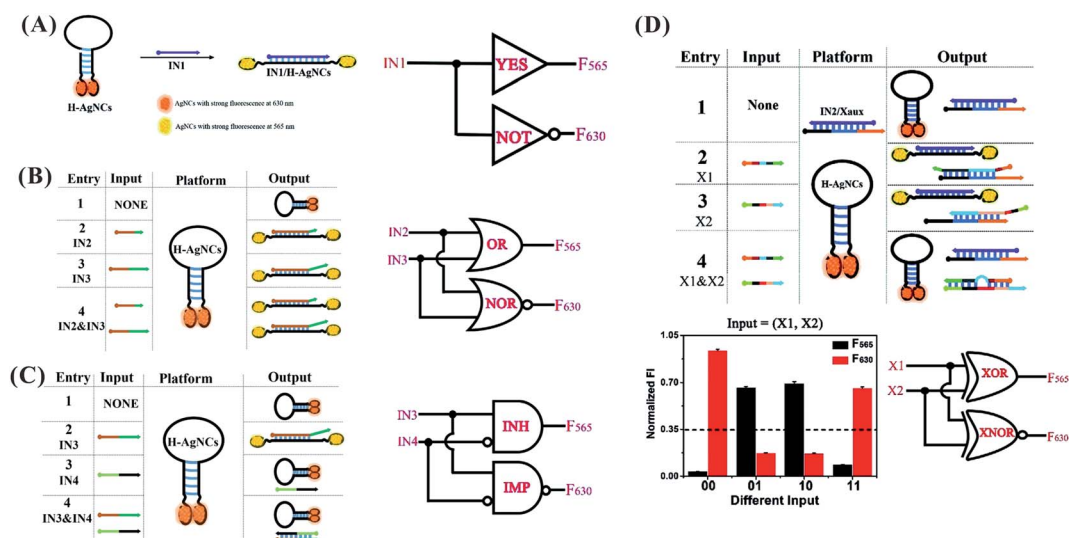 (A)
H-AgNCs
IN1
IN1/H-AgNCs
AgNCs with strong fluorescence at 630 nm
AgNCs with strong fluorescence at 565 nm
IN1
YES
F565
NOT
F630
(B)
Entry Input Platform Output
1
NONE
2
IN2
3
IN3
4
IN2&IN3
H-AgNCs
IN2
IN3
OR
F565
NOR
F630
(C)
Entry Input Platform Output
1
NONE
2
IN3
3
IN4
4
IN3&IN4
H-AgNCs
IN3
IN4
INH
F565
IMP
F630
(D)
Entry Input Platform Output
1
None
IN2/Xaux
2
X1
3
X2
4
X1&X2
H-AgNCs
Input = (X1, X2)
Normalized FI
1.05
0.70
0.35
0.00
F565
F630
00 01 10 11
Different Input
X1
X2
XOR
F565
XNOR
F630